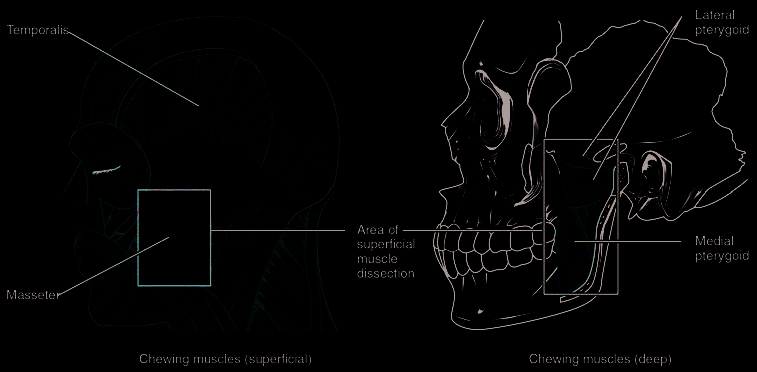 Temporalis
Lateral
pterygoid
Area of
superficial
muscle
dissection
Medial
pterygoid
Masseter
Chewing muscles (superficial)
Chewing muscles (deep)